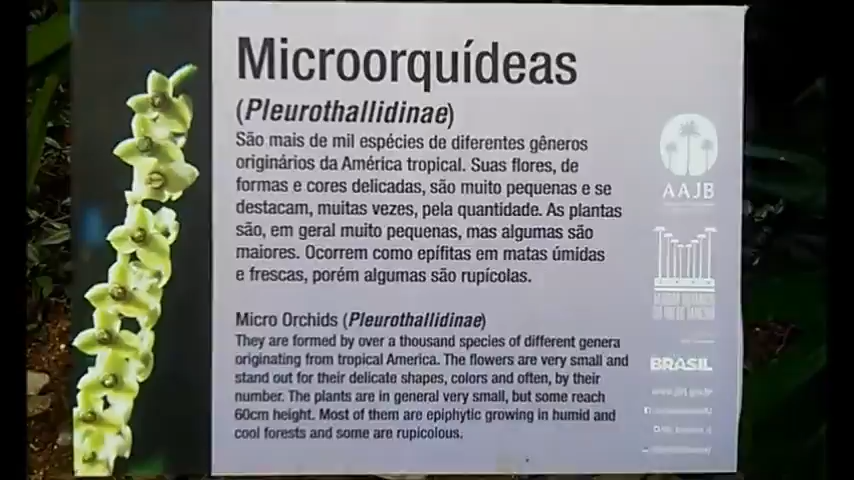 Microorquídeas
(Pleurothallidinae)
São mais de mil espécies de diferentes gêneros
originários da América tropical. Suas flores, de
formas e cores delicadas, são muito pequenas e se
destacam, muitas vezes, pela quantidade. As plantas
são, em geral muito pequenas, mas algumas são
maiores. Ocorrem como epífitas em matas úmidas
e frescas, porém algumas são rupícolas.
Micro Orchids (Pleurothallidinae)
They are formed by over a thousand species of different genera
originating from tropical America. The flowers are very small and
stand out for their delicate shapes, colors and often, by their
number. The plants are in general very small, but some reach
60cm height. Most of them are epiphytic growing in humid and
cool forests and some are rupicolous.
AAJB
BRASIL